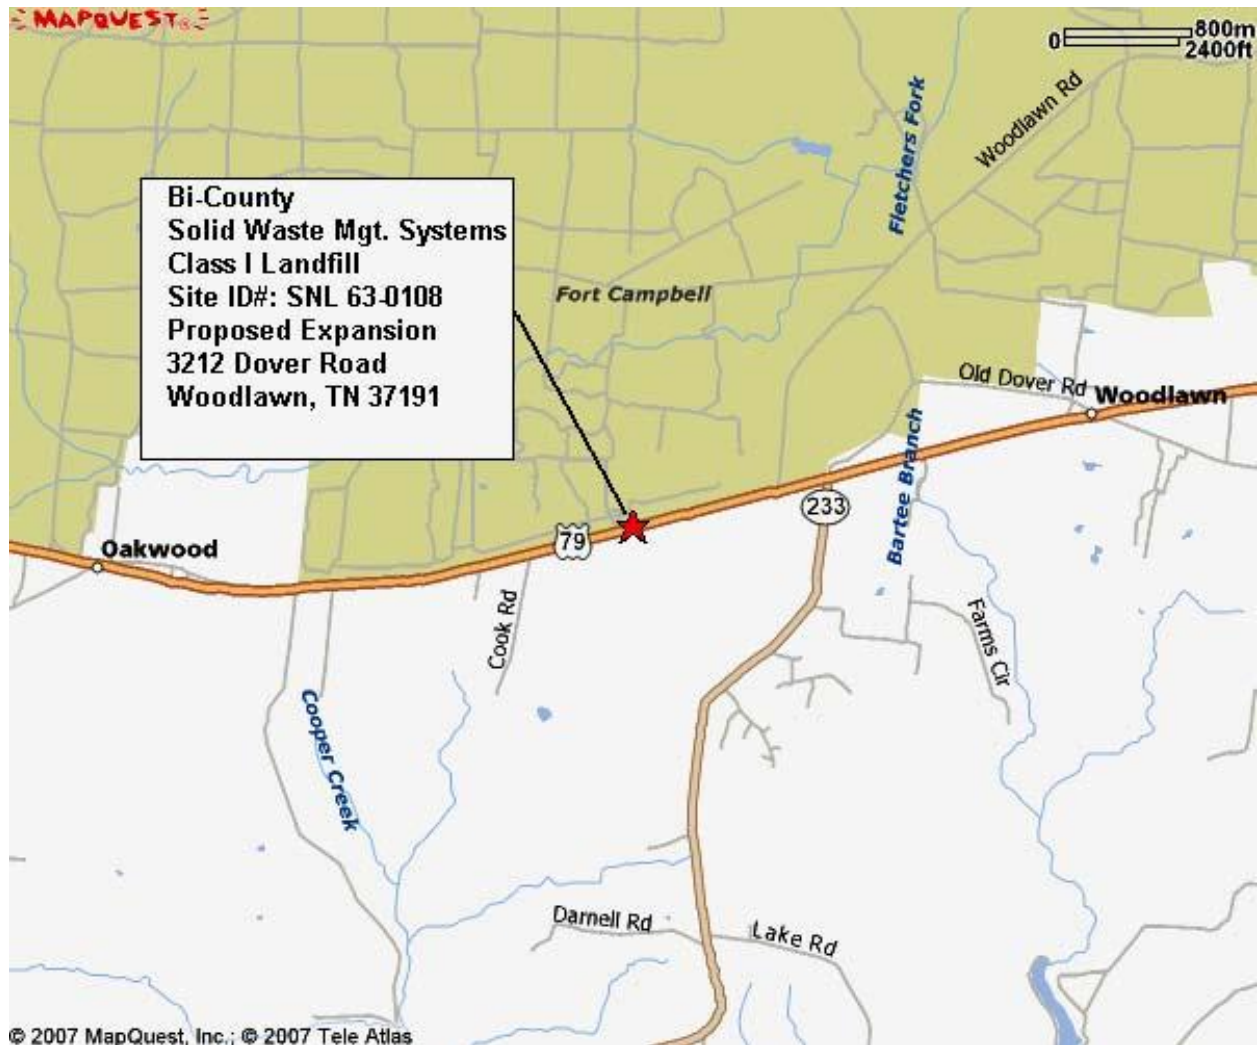 MAPQUEST®
800m
0
2400ft
Woodlawn Rd
Fletchers Fork
Bi-County
Solid Waste Mgt. Systems
Class I Landfill
Site ID#: SNL 63-0108
Proposed Expansion
3212 Dover Road
Woodlawn, TN 37191
Fort Campbell
Old Dover Rd
Woodlawn
Bartee Branch
233
79
Oakwood
Cook Rd
Farms Cir
Cooper Creek
Darnell Rd
Lake Rd
© 2007 MapQuest, Inc.; © 2007 Tele Atlas